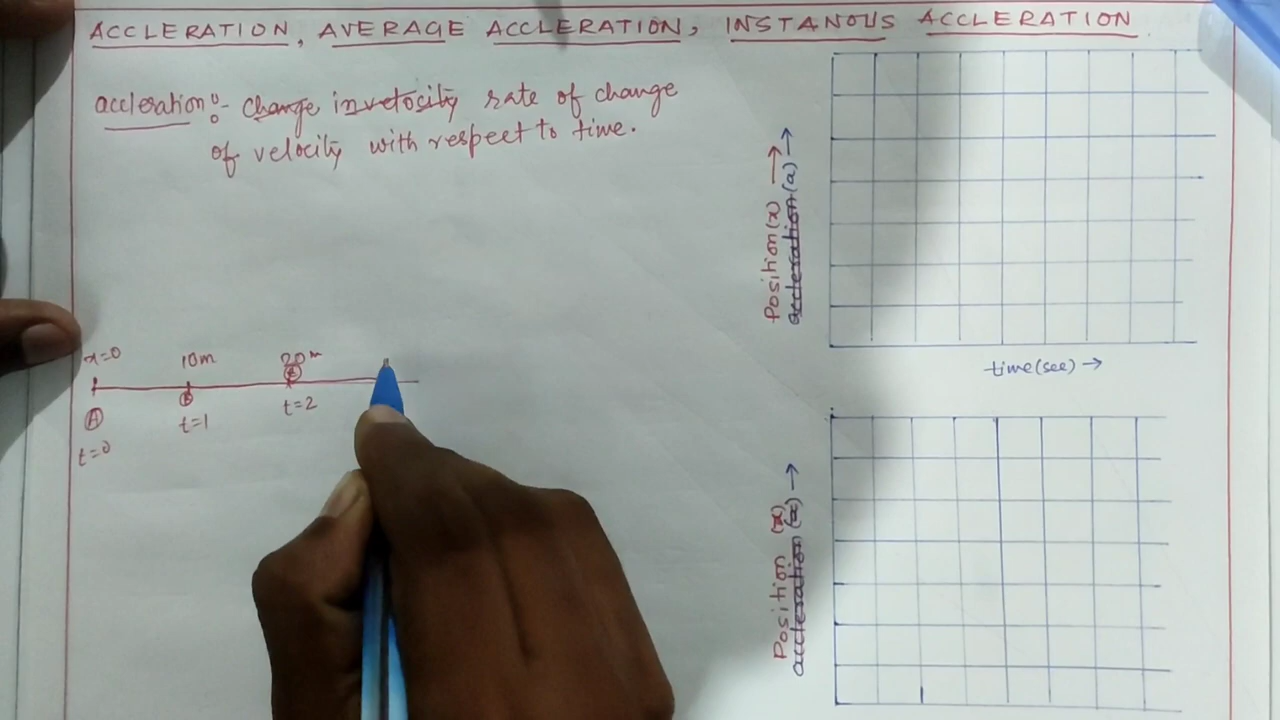 ACCLERATION, AVERAGE ACCLERATION, INSTANOUS ACCLERATION
accleration:- change in velocity rate of change
of velocity with respect to time.
x=0 10m 20m
A B C
t=0 t=1 t=2
Position(x) →
accleration(a) →
time(sec) →
Position (x)
accleration(a) →